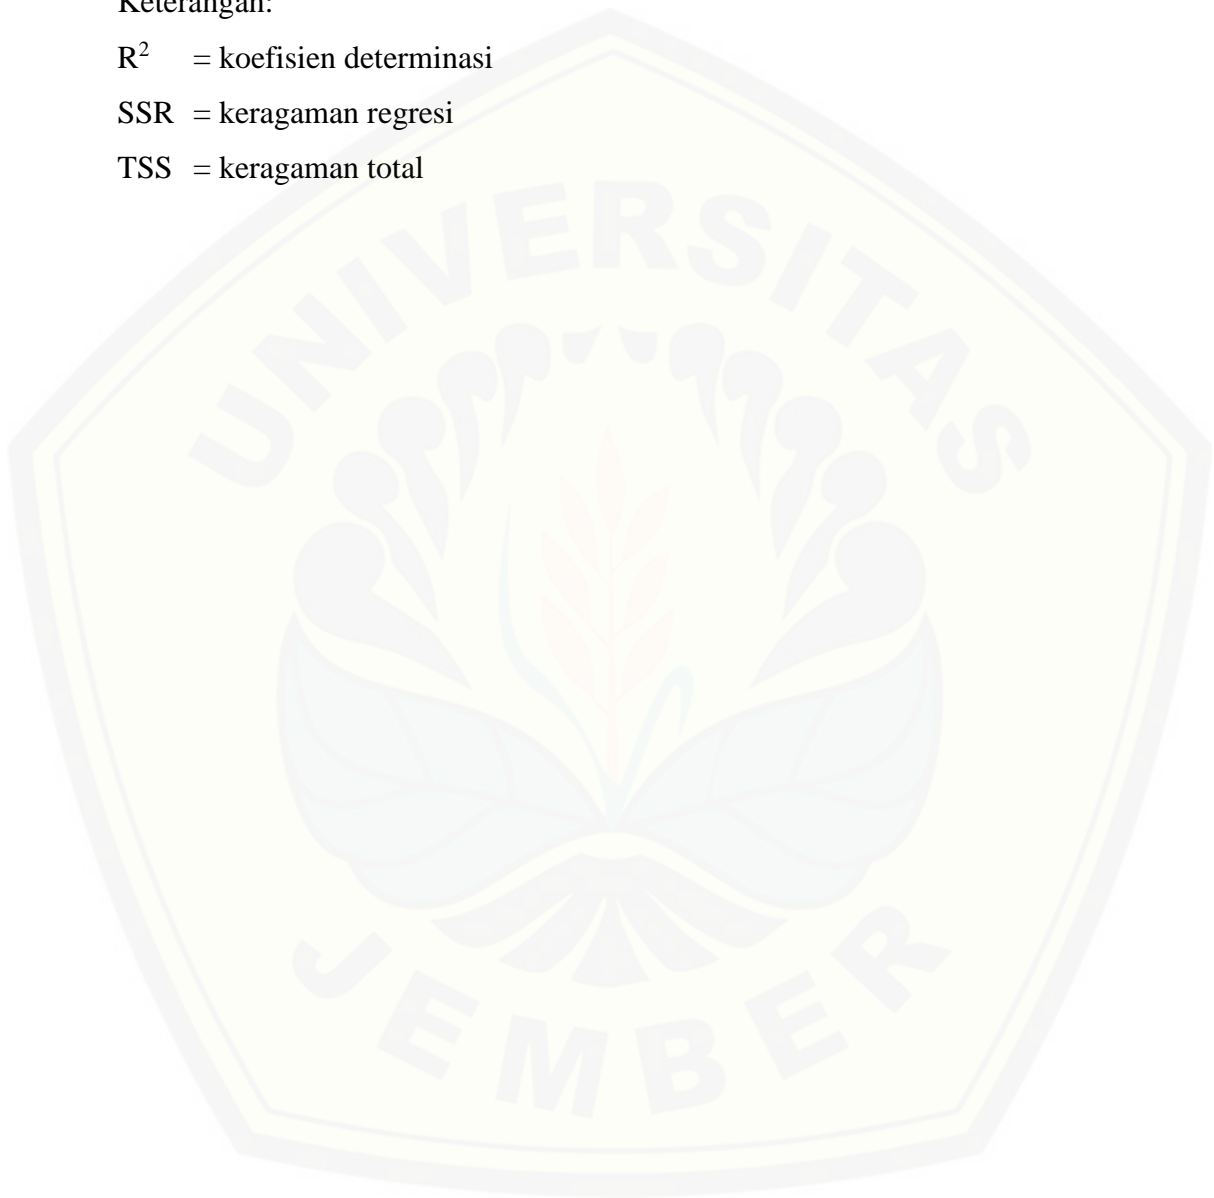 Keterangan:
R² = koefisien determinasi
SSR = keragaman regresi
TSS = keragaman total
UNIVERSITAS
JEMBER